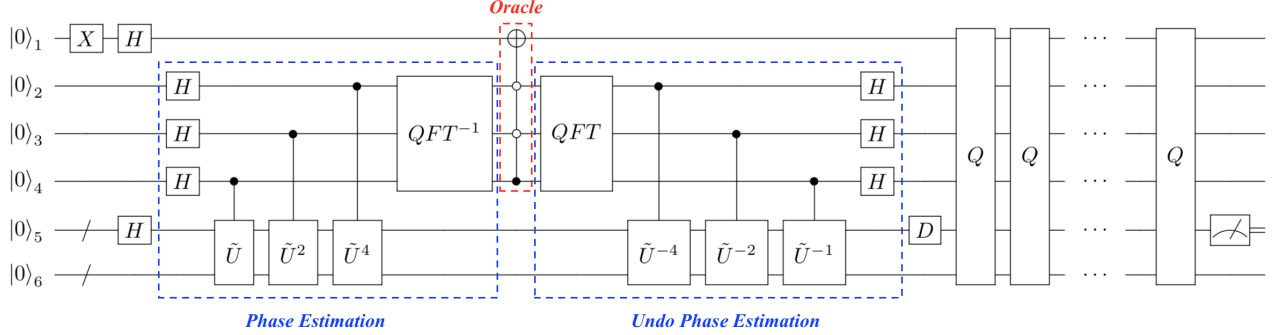 Oracle
|0⟩₁ X H Q Q ··· Q ···
|0⟩₂ H H ··· ···
QFT⁻¹ QFT
|0⟩₃ H H ··· ···
Q Q Q
|0⟩₄ H H ··· ···
|0⟩₅ H D ··· ···
Ũ Ũ² Ũ⁴ Ũ⁻⁴ Ũ⁻² Ũ⁻¹
|0⟩₆ ··· ···
Phase Estimation Undo Phase Estimation